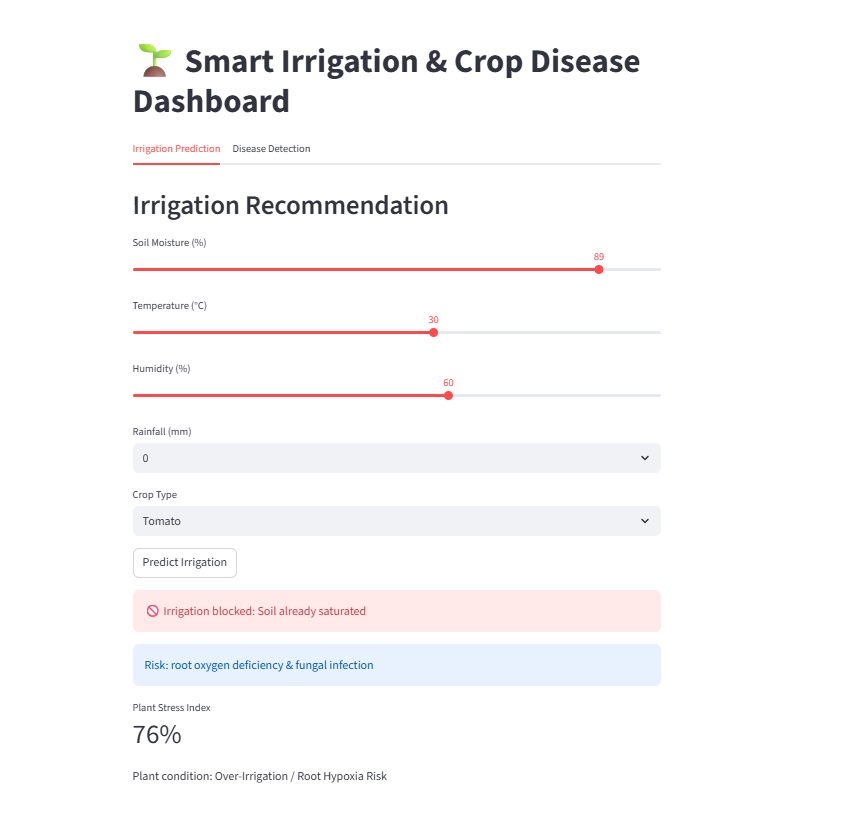 Smart Irrigation & Crop Disease
Dashboard
Irrigation Prediction Disease Detection
Irrigation Recommendation
Soil Moisture (%)
89
Temperature (°C)
30
Humidity (%)
60
Rainfall (mm)
0
Crop Type
Tomato
Predict Irrigation
Irrigation blocked: Soil already saturated
Risk: root oxygen deficiency & fungal infection
Plant Stress Index
76%
Plant condition: Over-Irrigation / Root Hypoxia Risk